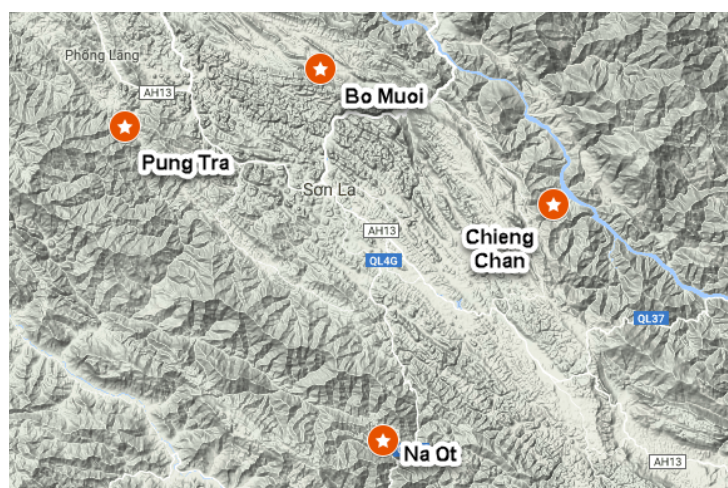 Phỏng Lăng
AH13
Bo Muoi
Pung Tra
Sơn La
AH13
Chieng
Chan
QL4G
QL37
Na Ot
AH13